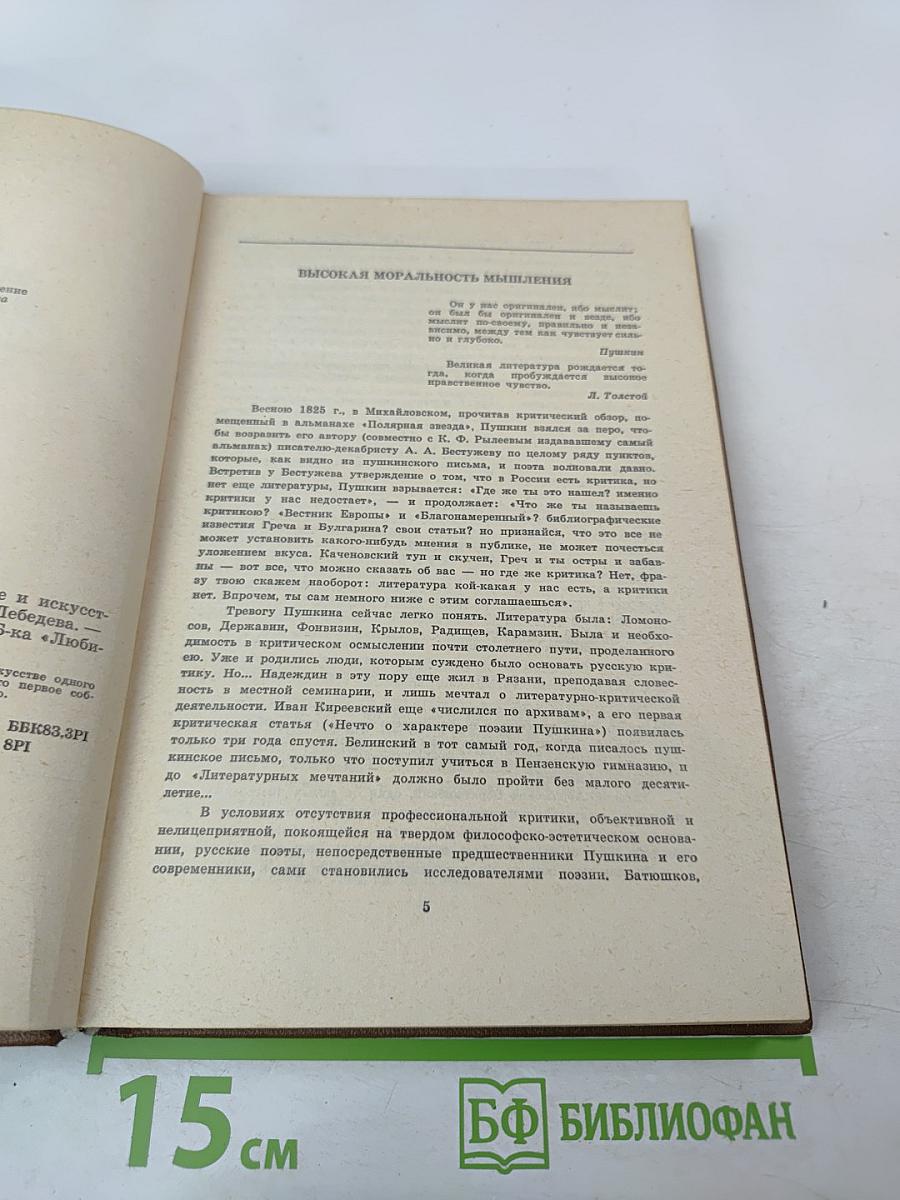 ение
ва
е и искусст-
Лебедева. —
Б-ка «Люби-
скусстве одного
го первое соб-
о.
ББК83.3РI
8РI
ВЫСОКАЯ МОРАЛЬНОСТЬ МЫШЛЕНИЯ
Он у нас оригинален, ибо мыслит;
он был бы оригинален и везде, ибо
мыслит по-своему, правильно и неза-
висимо, между тем как чувствует силь-
но и глубоко.
Пушкин
Великая литература рождается то-
гда, когда пробуждается высокое
нравственное чувство.
Л. Толстой
Весною 1825 г., в Михайловском, прочитав критический обзор, по-
мещенный в альманахе «Полярная звезда», Пушкин взялся за перо, что-
бы возразить его автору (совместно с К. Ф. Рылеевым издававшему самый
альманах) писателю-декабристу А. А. Бестужеву по целому ряду пунктов,
которые, как видно из пушкинского письма, и поэта волновали давно.
Встретив у Бестужева утверждение о том, что в России есть критика, но
нет еще литературы, Пушкин взрывается: «Где же ты это нашел? именно
критики у нас недостает», — и продолжает: «Что же ты называешь
критикою? «Вестник Европы» и «Благонамеренный»? библиографические
известия Греча и Булгарина? свои статьи? но признайся, что это все не
может установить какого-нибудь мнения в публике, не может почесться
уложением вкуса. Каченовский туп и скучен, Греч и ты остры и забав-
ны — вот все, что можно сказать об вас — но где же критика? Нет, фра-
зу твою скажем наоборот: литература кой-какая у нас есть, а критики
нет. Впрочем, ты сам немного ниже с этим соглашаешься».
Тревогу Пушкина сейчас легко понять. Литература была: Ломоно-
сов, Державин, Фонвизин, Крылов, Радищев, Карамзин. Была и необхо-
димость в критическом осмыслении почти столетнего пути, проделанного
ею. Уже и родились люди, которым суждено было основать русскую кри-
тику. Но... Надеждин в эту пору еще жил в Рязани, преподавая словес-
ность в местной семинарии, и лишь мечтал о литературно-критической
деятельности. Иван Киреевский еще «числился по архивам», а его первая
критическая статья («Нечто о характере поэзии Пушкина») появилась
только три года спустя. Белинский в тот самый год, когда писалось пуш-
кинское письмо, только что поступил учиться в Пензенскую гимназию, и
до «Литературных мечтаний» должно было пройти без малого десяти-
летие...
В условиях отсутствия профессиональной критики, объективной и
нелицеприятной, покоящейся на твердом философско-эстетическом основа-
нии, русские поэты, непосредственные предшественники Пушкина и его
современники, сами становились исследователями поэзии. Батюшков,
5
15 см
БФ БИБЛИОФАН